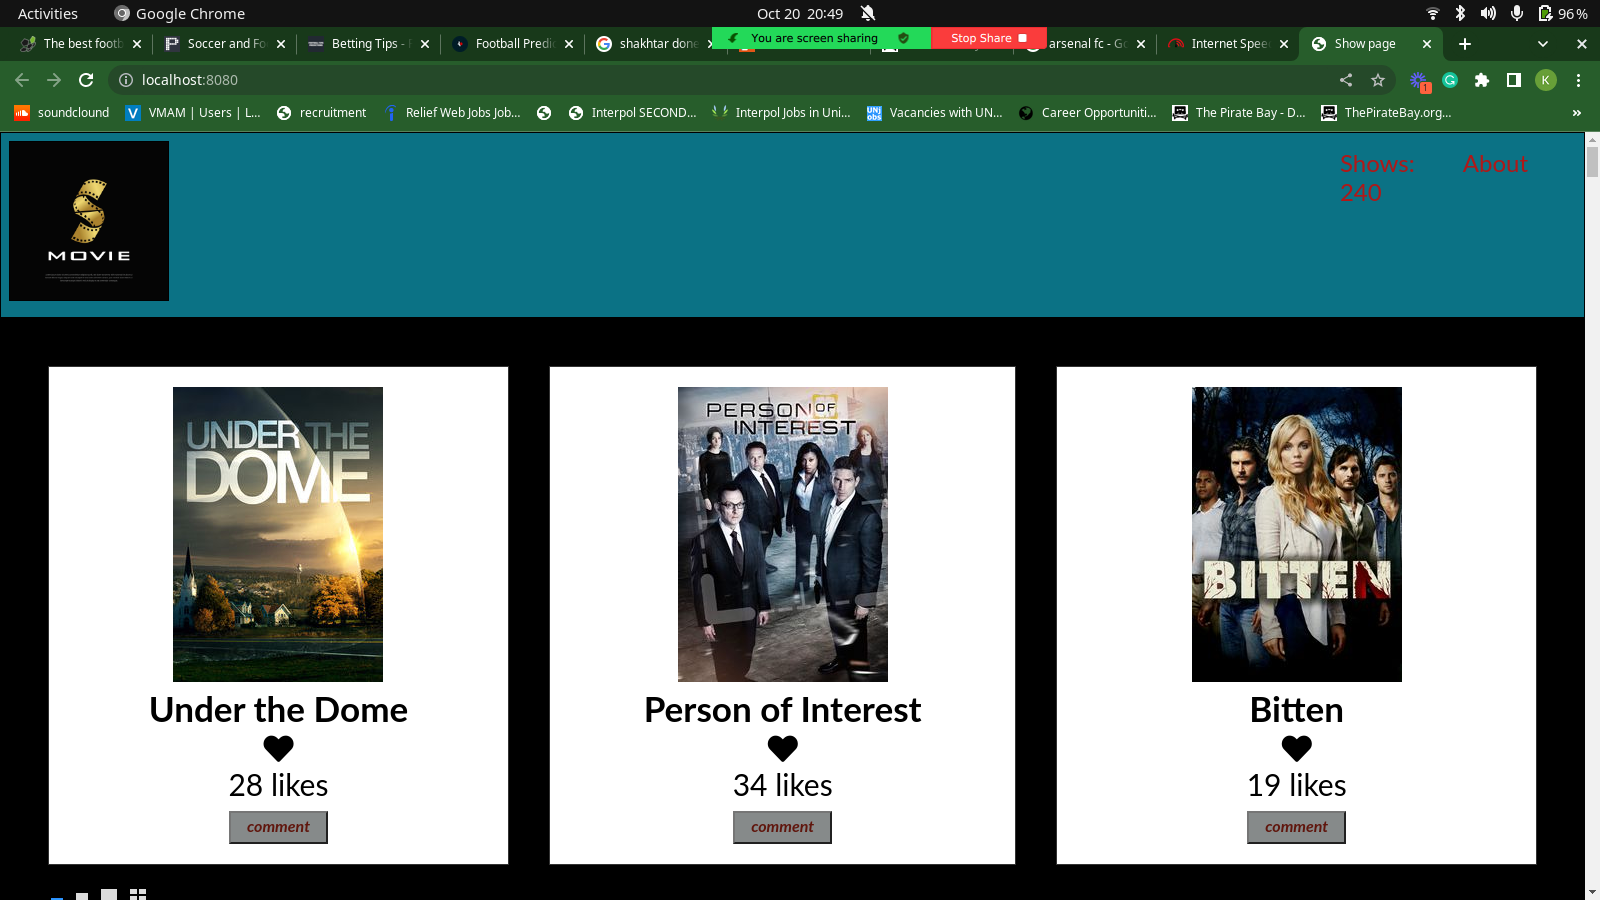 Activities
Google Chrome
Oct 20 20:49
96 %
The best footb
Soccer and Fo
Betting Tips - F
Football Predic
shakhtar done
You are screen sharing
Stop Share
arsenal fc - Go
Internet Speed
Show page
localhost:8080
1
K
soundclound
VMAM | Users | L...
recruitment
Relief Web Jobs Job...
Interpol SECOND...
Interpol Jobs in Uni...
UNJobs
Vacancies with UN...
Career Opportuniti...
The Pirate Bay - D...
ThePirateBay.org...
»
S
MOVIE
Shows: 240
About
UNDER THE
DOME
PERSON OF
INTEREST
BITTEN
Under the Dome
Person of Interest
Bitten
28 likes
34 likes
19 likes
comment
comment
comment